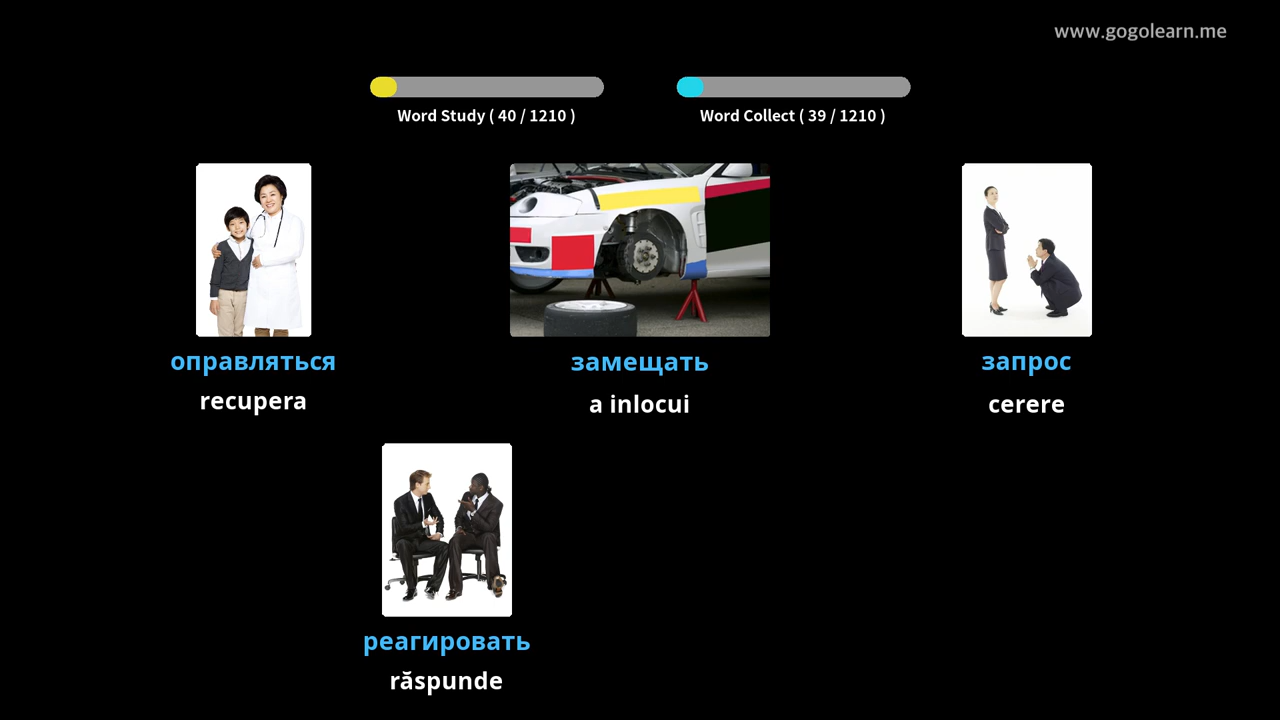 www.gogolearn.me
Word Study ( 40 / 1210 )
Word Collect ( 39 / 1210 )
оправляться
recupera
замещать
a inlocui
запрос
cerere
реагировать
răspunde